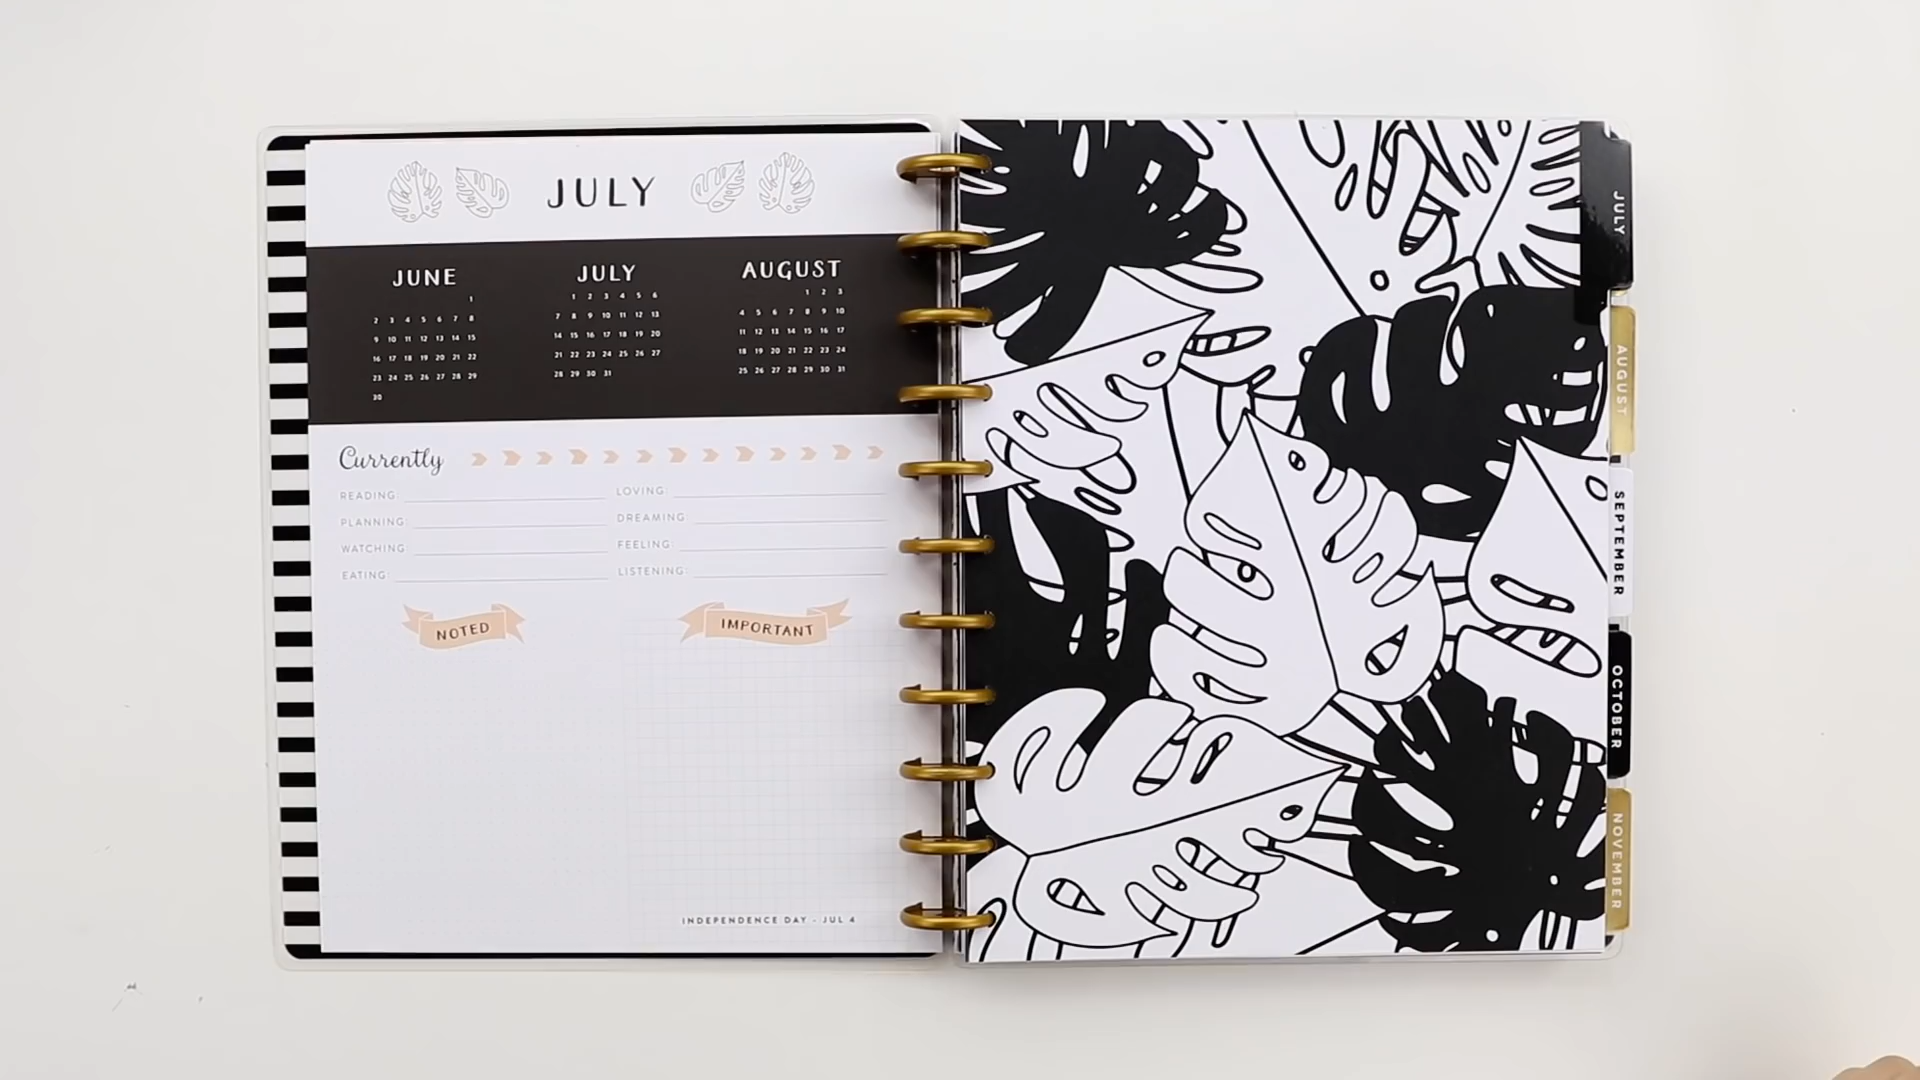 JULY
JUNE
1
2 3 4 5 6 7 8
9 10 11 12 13 14 15
16 17 18 19 20 21 22
23 24 25 26 27 28 29
30
JULY
1 2 3 4 5 6
7 8 9 10 11 12 13
14 15 16 17 18 19 20
21 22 23 24 25 26 27
28 29 30 31
AUGUST
1 2 3
4 5 6 7 8 9 10
11 12 13 14 15 16 17
18 19 20 21 22 23 24
25 26 27 28 29 30 31
Currently
READING:
LOVING:
PLANNING:
DREAMING:
WATCHING:
FEELING:
EATING:
LISTENING:
NOTED
IMPORTANT
INDEPENDENCE DAY - JUL 4
JULY
AUGUST
SEPTEMBER
OCTOBER
NOVEMBER